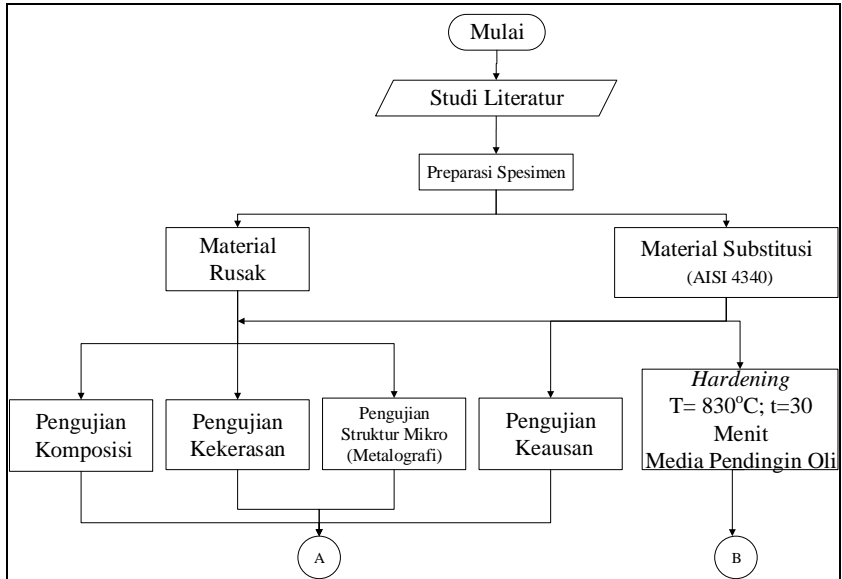 Mulai
Studi Literatur
Preparasi Spesimen
Material
Rusak
Material Substitusi
(AISI 4340)
Pengujian
Komposisi
Pengujian
Kekerasan
Pengujian
Struktur Mikro
(Metalografi)
Pengujian
Keausan
Hardening
T= 830°C; t=30
Menit
Media Pendingin Oli
A
B